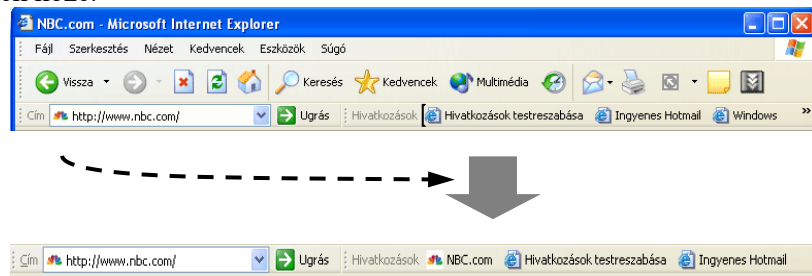 NBC.com - Microsoft Internet Explorer
Fájl Szerkesztés Nézet Kedvencek Eszközök Súgó
Vissza Keresés Kedvencek Multimédia
Cím http://www.nbc.com/ Ugrás Hivatkozások Hivatkozások testreszabása Ingyenes Hotmail Windows »
Cím http://www.nbc.com/ Ugrás Hivatkozások NBC.com Hivatkozások testreszabása Ingyenes Hotmail